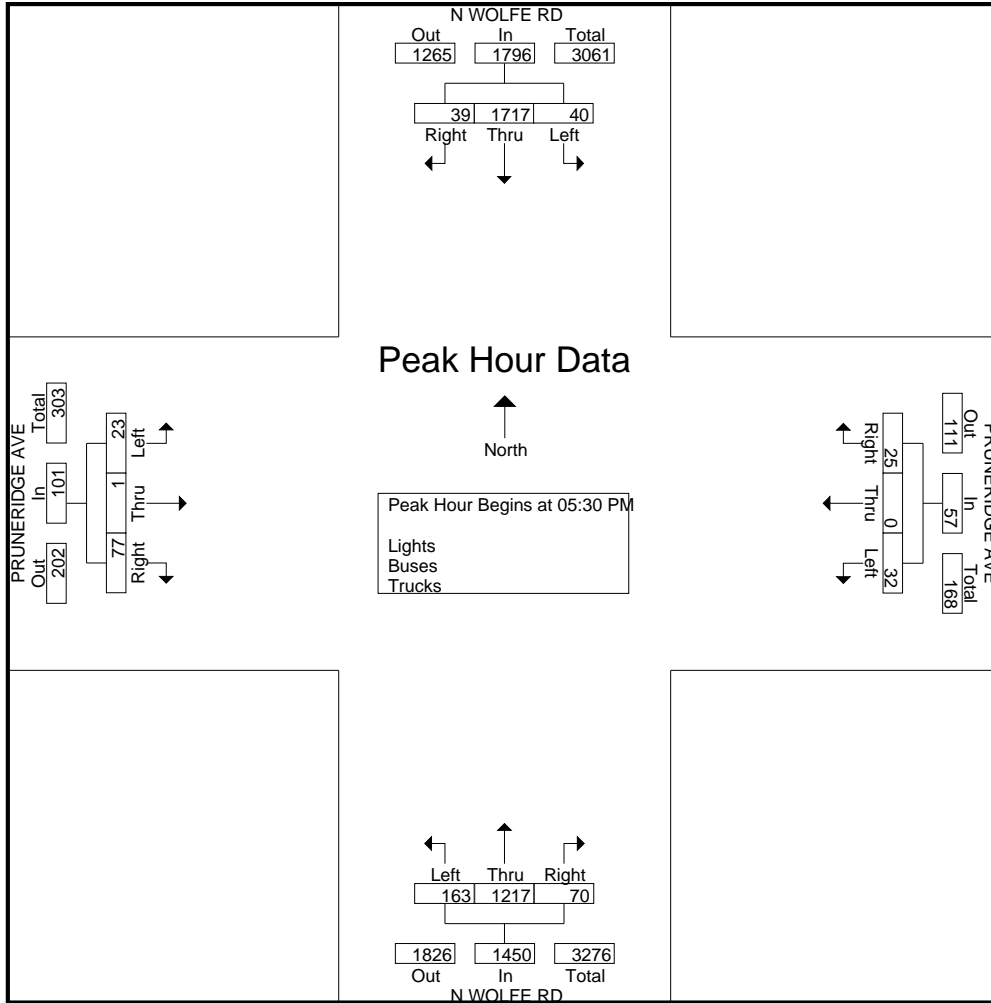 N WOLFE RD
Out In Total
1265 1796 3061
39 1717 40
Right Thru Left
Peak Hour Data
North
Peak Hour Begins at 05:30 PM
Lights
Buses
Trucks
PRUNERIDGE AVE
Out In Total
202 101 303
Left Thru Right
23 1 77
PRUNERIDGE AVE
Out In Total
111 57 168
Right Thru Left
25 0 32
Left Thru Right
163 1217 70
1826 1450 3276
Out In Total
N WOLFE RD